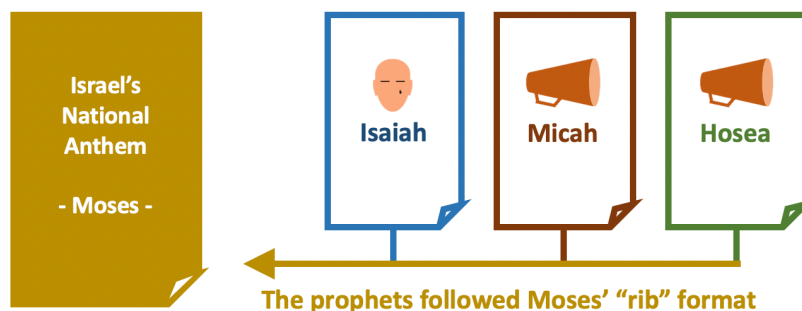 Israel’s
National
Anthem
- Moses -
Isaiah
Micah
Hosea
The prophets followed Moses’ “rib” format